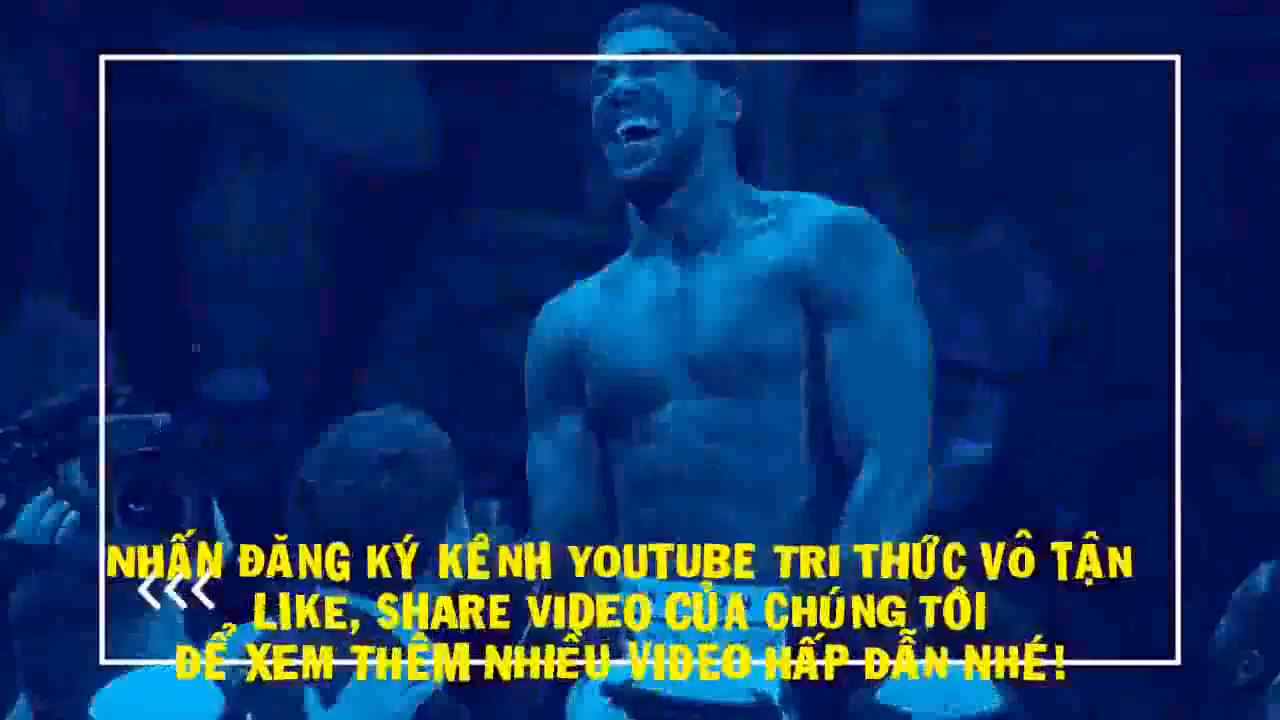 NHẤN ĐĂNG KÝ KÊNH YOUTUBE TRI THỨC VÔ TẬN
LIKE, SHARE VIDEO CỦA CHÚNG TÔI
ĐỂ XEM THÊM NHIỀU VIDEO HẤP DẪN NHÉ!